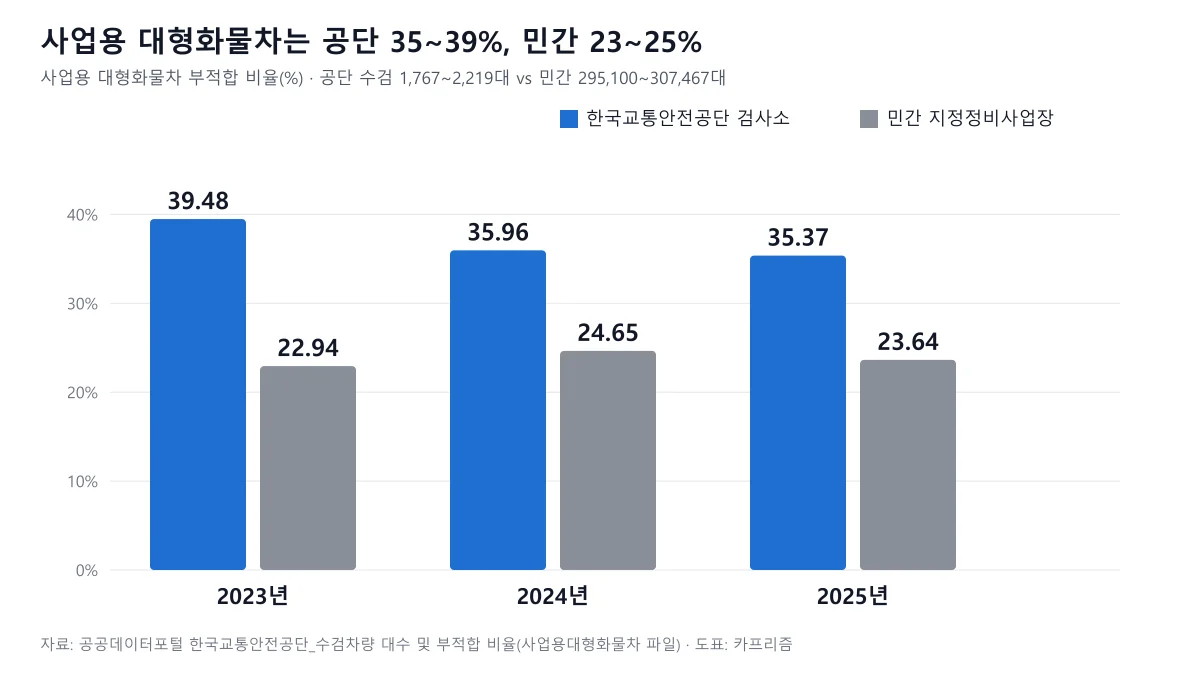 사업용 대형화물차는 공단 35~39%, 민간 23~25%
사업용 대형화물차 부적합 비율(%) · 공단 수검 1,767~2,219대 vs 민간 295,100~307,467대
한국교통안전공단 검사소 민간 지정정비사업장
40%
30%
20%
10%
0%
39.48
22.94
35.96
24.65
35.37
23.64
2023년 2024년 2025년
자료: 공공데이터포털 한국교통안전공단_수검차량 대수 및 부적합 비율(사업용대형화물차 파일) · 도표: 카프리즘